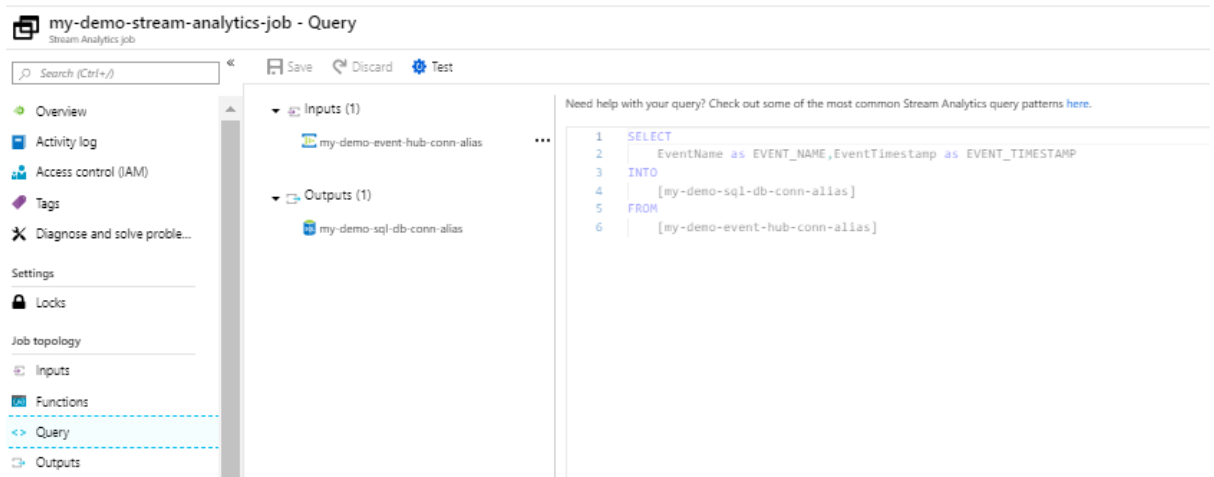 my-demo-stream-analytics-job - Query
Stream Analytics job
Search (Ctrl+/)
«
Overview
Activity log
Access control (IAM)
Tags
Diagnose and solve proble...
Settings
Locks
Job topology
Inputs
Functions
<> Query
Outputs
Save Discard Test
Inputs (1)
my-demo-event-hub-conn-alias ...
Outputs (1)
my-demo-sql-db-conn-alias
Need help with your query? Check out some of the most common Stream Analytics query patterns here.
1 SELECT
2 EventName as EVENT_NAME,EventTimestamp as EVENT_TIMESTAMP
3 INTO
4 [my-demo-sql-db-conn-alias]
5 FROM
6 [my-demo-event-hub-conn-alias]